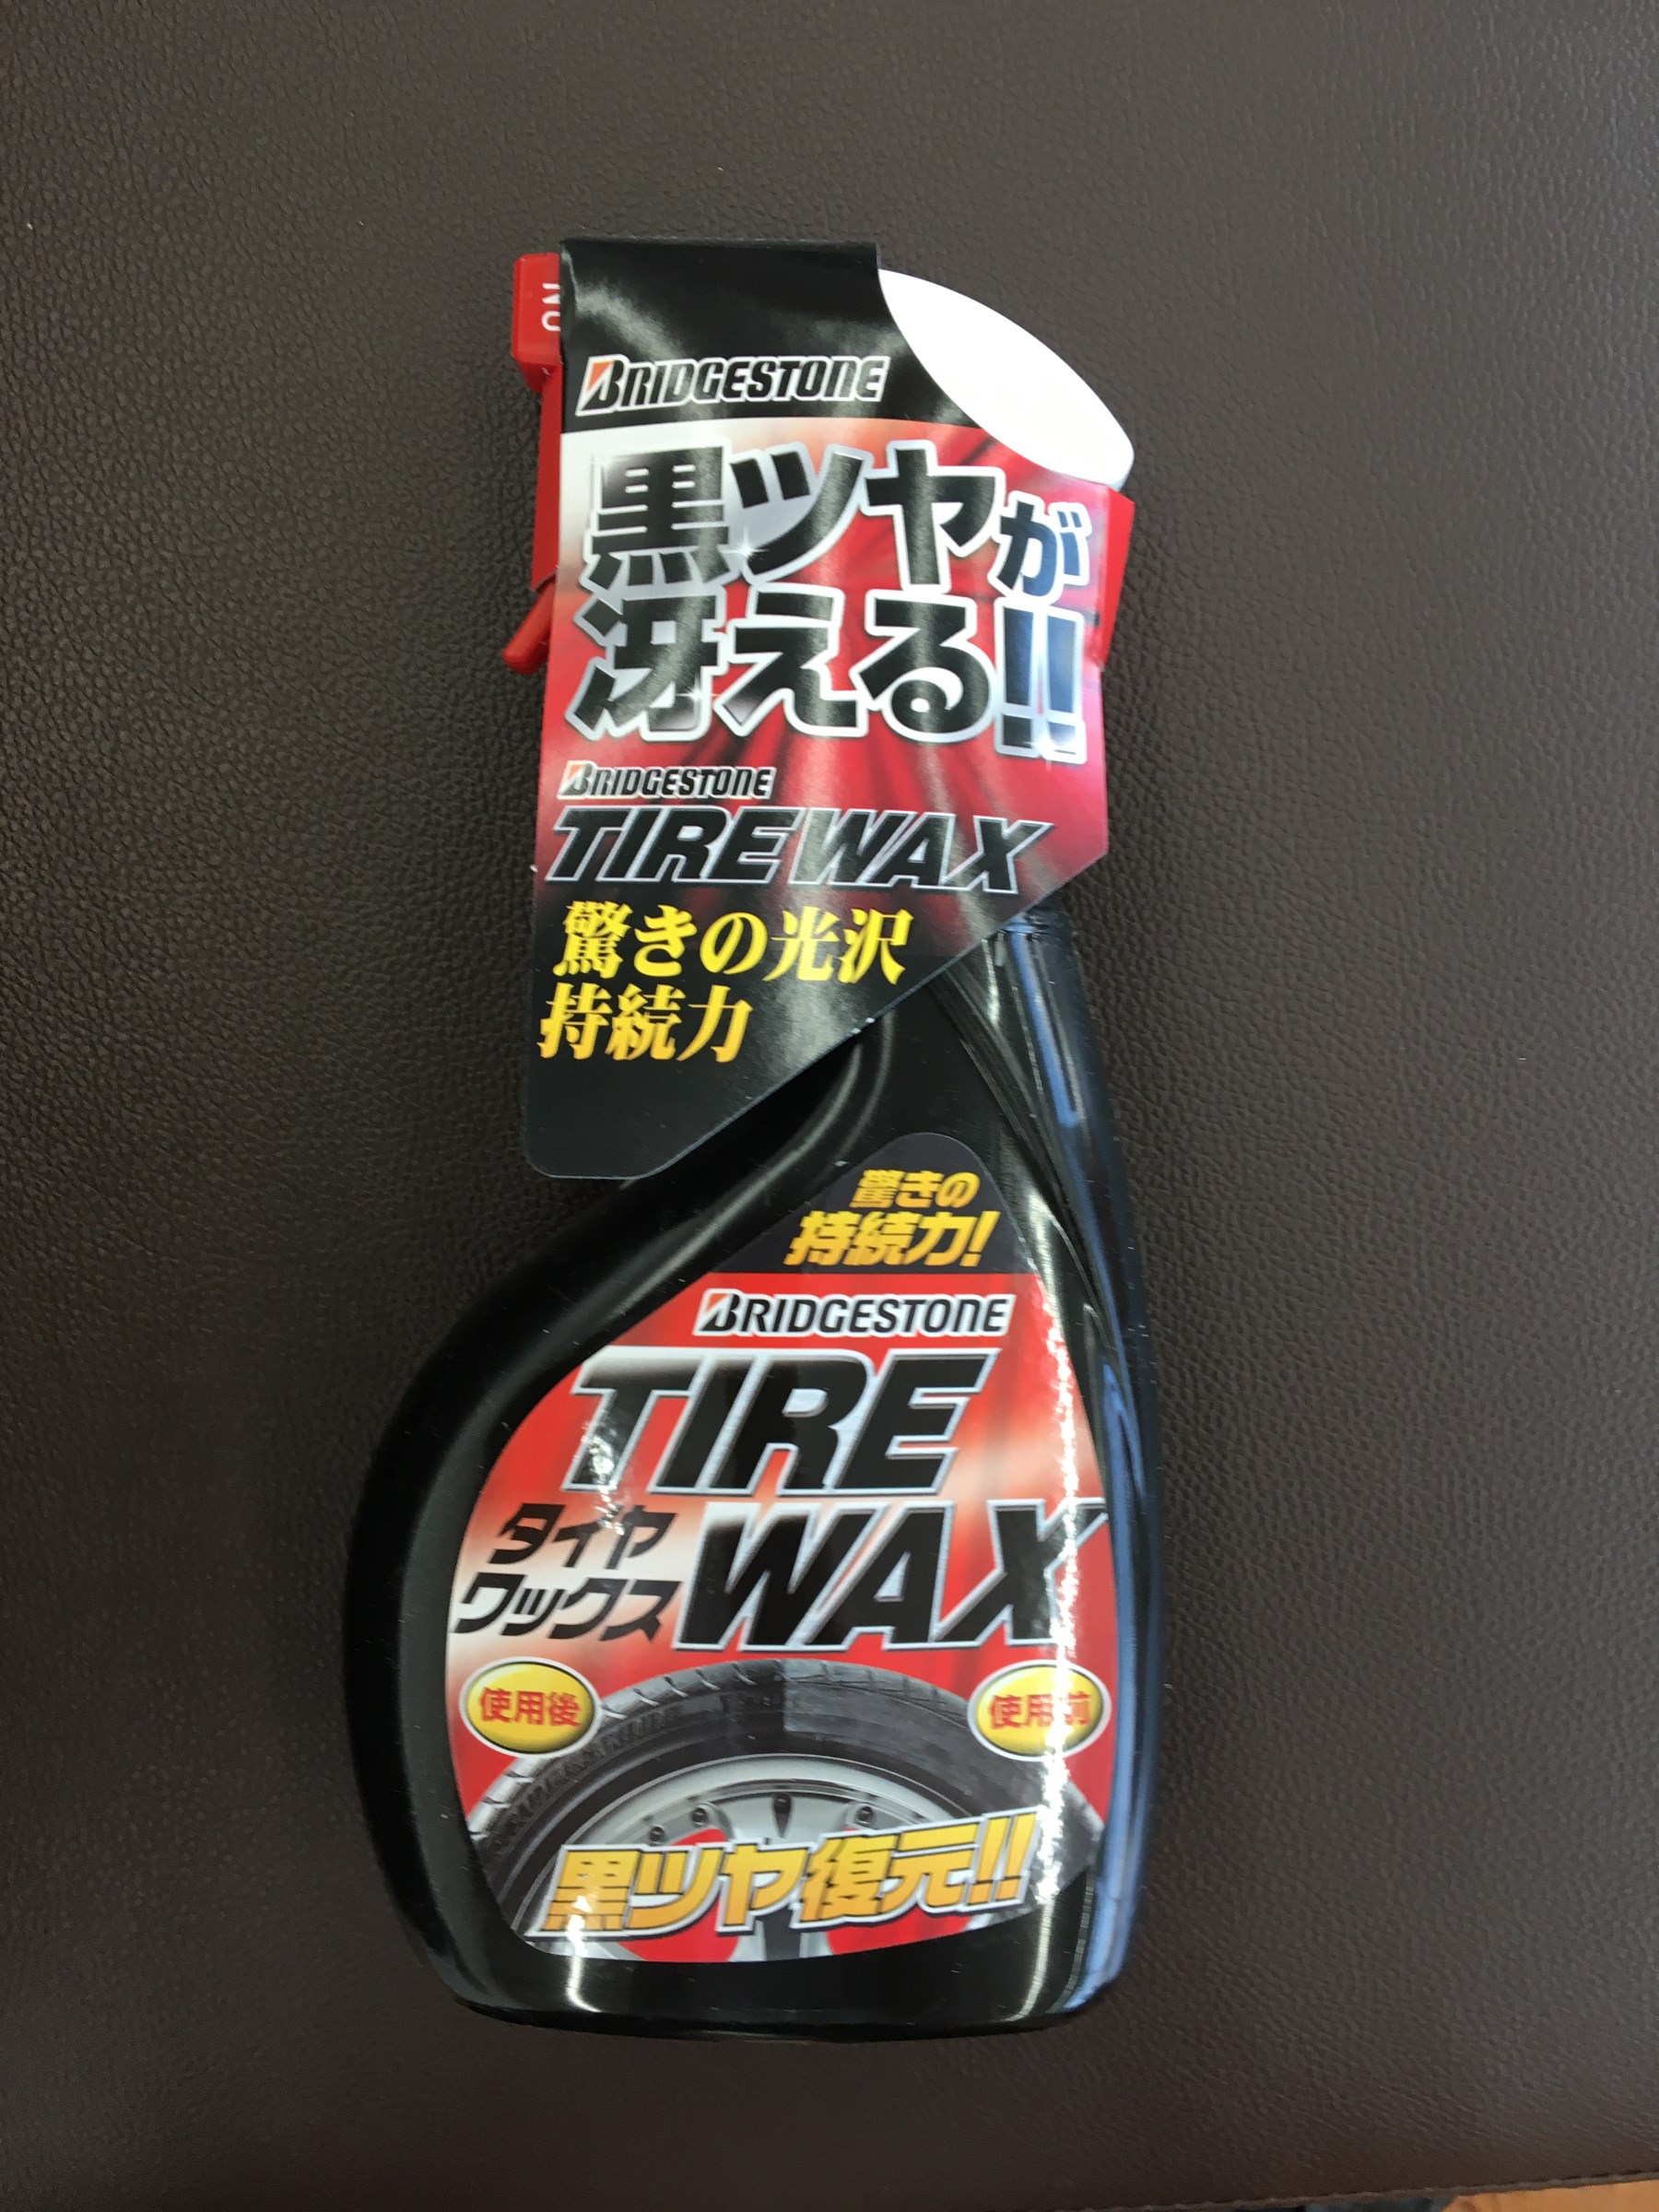 BRIDGESTONE
黒ツヤが
冴える!!
BRIDGESTONE
TIRE WAX
驚きの光沢
持続力
驚きの
持続力!
BRIDGESTONE
TIRE
タイヤ
ワックス
WAX
使用後
使用前
黒ツヤ復元!!